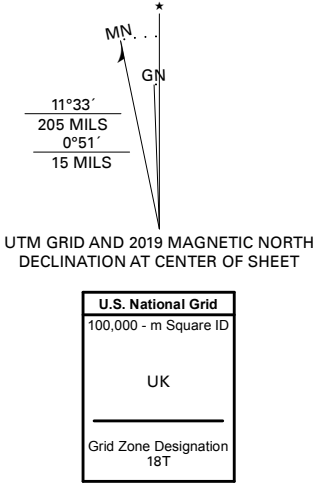 ★
MN
GN
11°33´
205 MILS
0°51´
15 MILS
UTM GRID AND 2019 MAGNETIC NORTH
DECLINATION AT CENTER OF SHEET
U.S. National Grid
100,000 - m Square ID
UK
Grid Zone Designation
18T